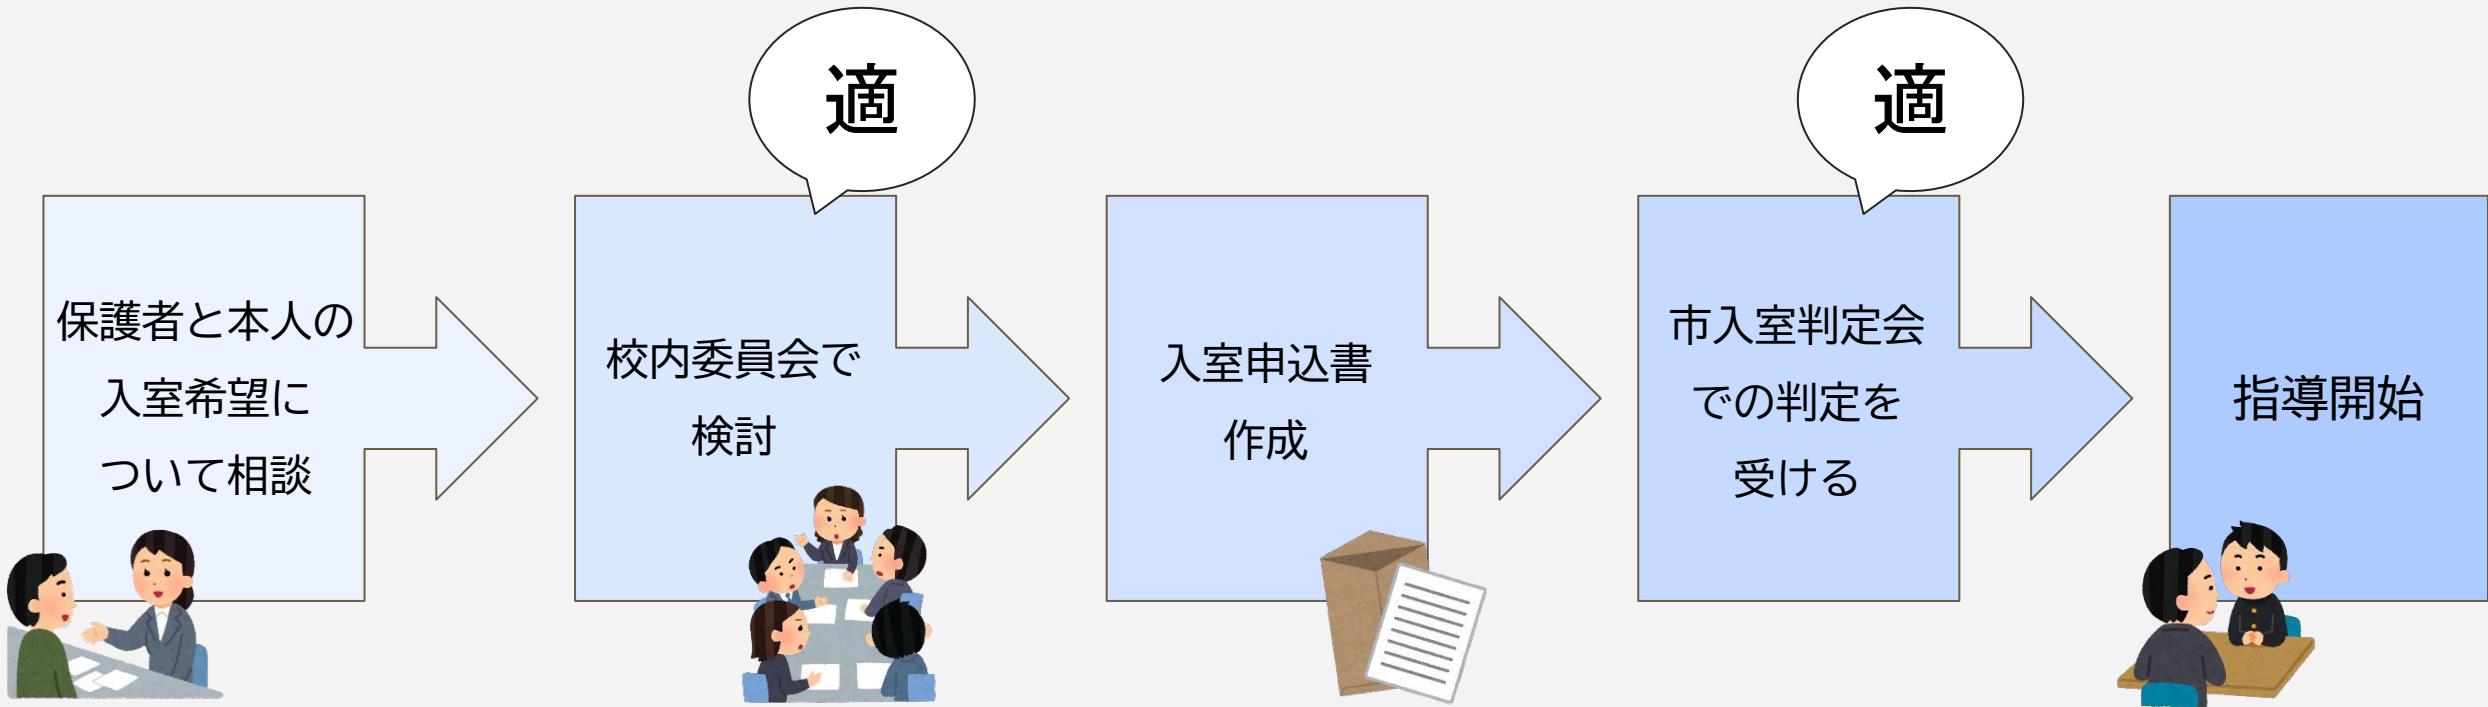 保護者と本人の
入室希望に
ついて相談
適
校内委員会で
検討
入室申込書
作成
適
市入室判定会
での判定を
受ける
指導開始